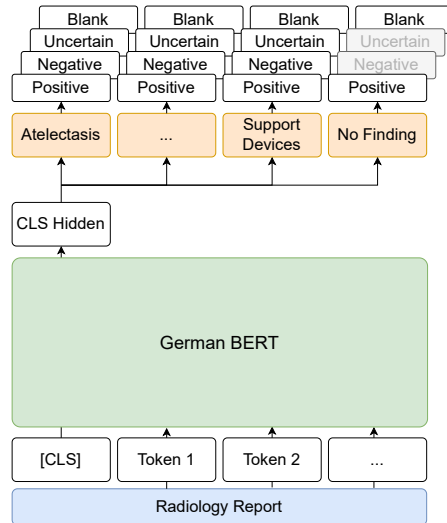 Blank Blank Blank Blank
Uncertain Uncertain Uncertain Uncertain
Negative Negative Negative Negative
Positive Positive Positive Positive
Atelectasis ... Support Devices No Finding
CLS Hidden
German BERT
[CLS] Token 1 Token 2 ...
Radiology Report